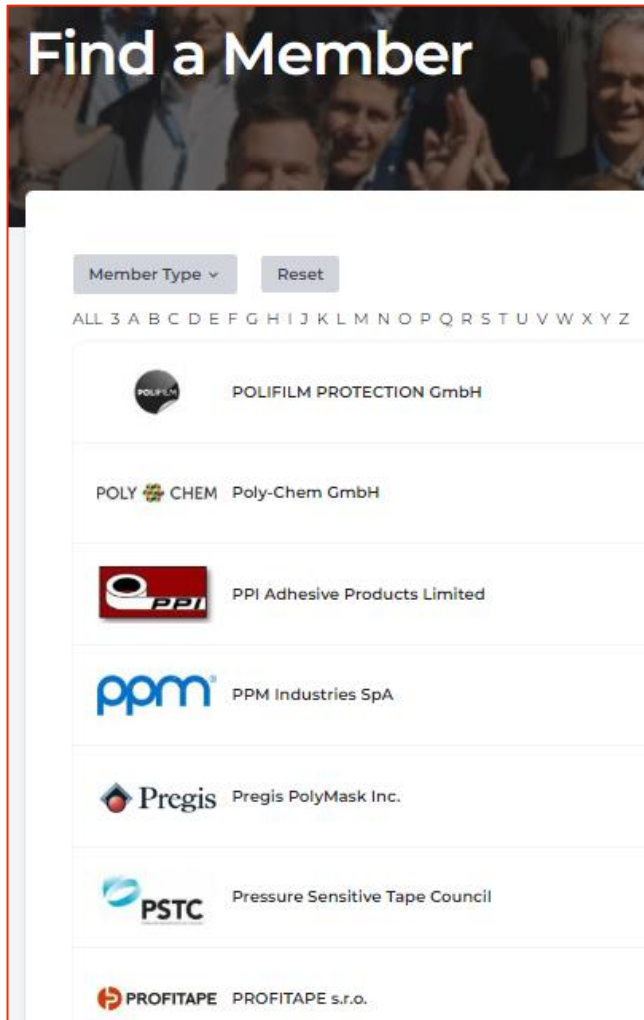 Find a Member
Member Type
Reset
ALL 3 A B C D E F G H I J K L M N O P Q R S T U V W X Y Z
POLIFILM
POLIFILM PROTECTION GmbH
POLY CHEM
Poly-Chem GmbH
PPI
PPI Adhesive Products Limited
ppm®
PPM Industries SpA
Pregis
Pregis PolyMask Inc.
PSTC
Pressure Sensitive Tape Council
PROFITAPE
PROFITAPE s.r.o.